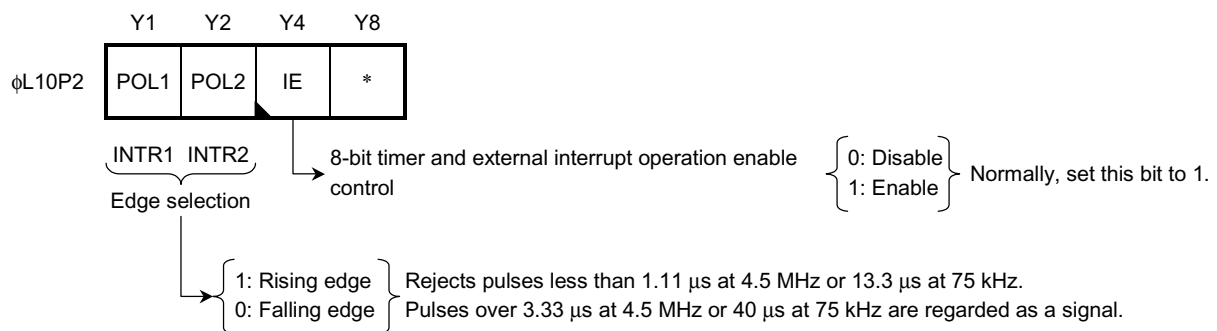 Y1 Y2 Y4 Y8
ϕL10P2 POL1 POL2 IE *
INTR1 INTR2
Edge selection
8-bit timer and external interrupt operation enable
control
0: Disable
1: Enable
Normally, set this bit to 1.
1: Rising edge
0: Falling edge
Rejects pulses less than 1.11 μs at 4.5 MHz or 13.3 μs at 75 kHz.
Pulses over 3.33 μs at 4.5 MHz or 40 μs at 75 kHz are regarded as a signal.